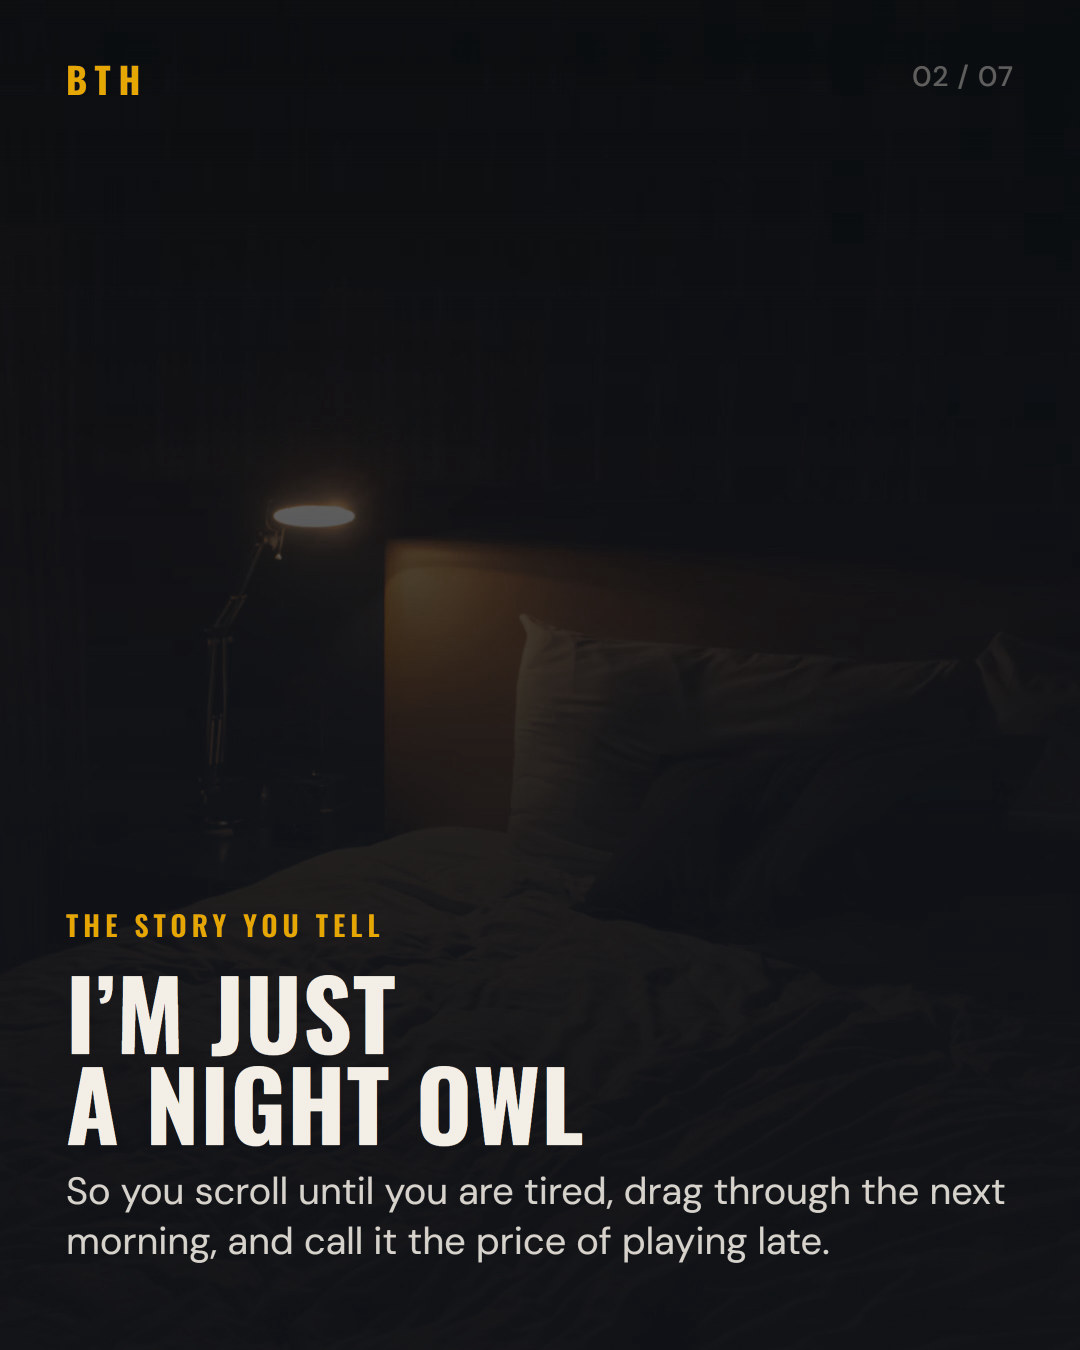 BTH
02 / 07
THE STORY YOU TELL
I’M JUST
A NIGHT OWL
So you scroll until you are tired, drag through the next
morning, and call it the price of playing late.